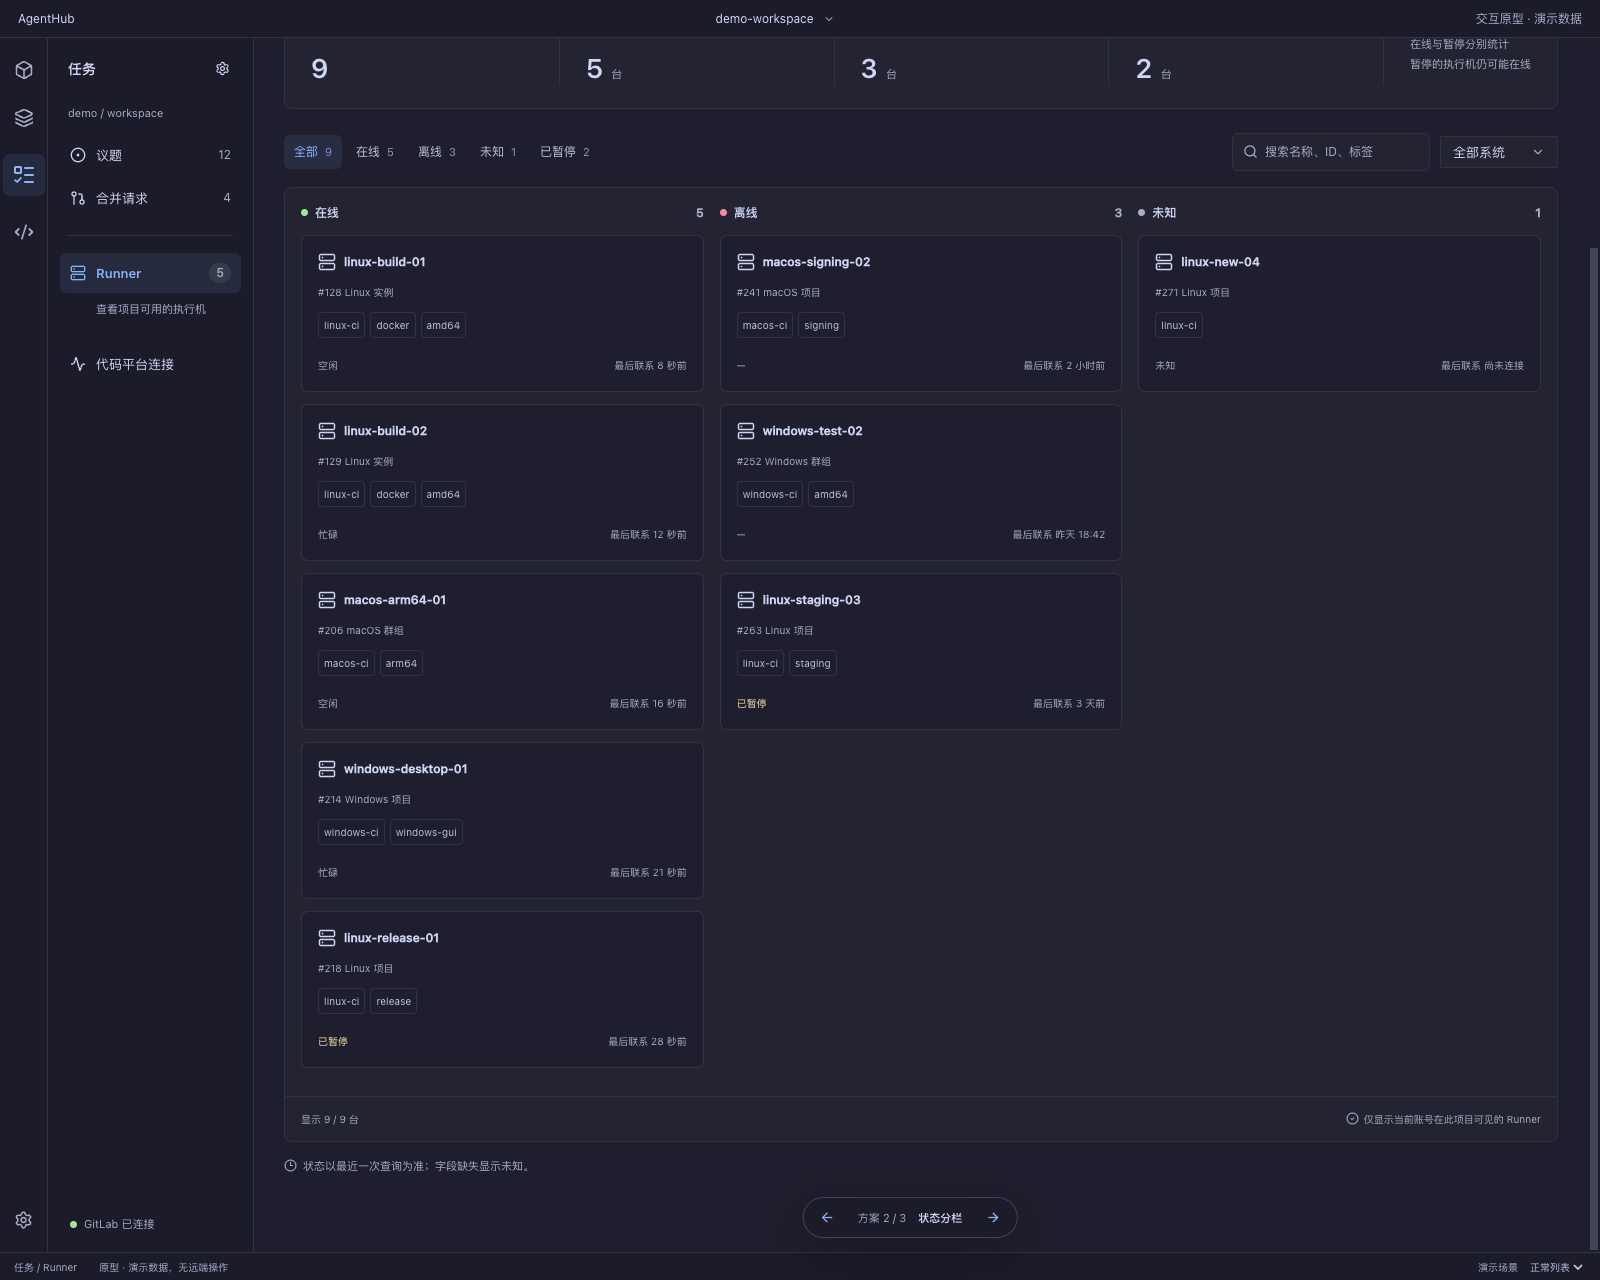 AgentHub
demo-workspace
交互原型 · 演示数据
任务
demo / workspace
议题 12
合并请求 4
Runner 5
查看项目可用的执行机
代码平台连接
GitLab 已连接
9
5 台
3 台
2 台
在线与暂停分别统计
暂停的执行机仍可能在线
全部 9
在线 5
离线 3
未知 1
已暂停 2
搜索名称、ID、标签
全部系统
在线 5
linux-build-01
#128 Linux 实例
linux-ci docker amd64
空闲 最后联系 8 秒前
linux-build-02
#129 Linux 实例
linux-ci docker amd64
忙碌 最后联系 12 秒前
macos-arm64-01
#206 macOS 群组
macos-ci arm64
空闲 最后联系 16 秒前
windows-desktop-01
#214 Windows 项目
windows-ci windows-gui
忙碌 最后联系 21 秒前
linux-release-01
#218 Linux 项目
linux-ci release
已暂停 最后联系 28 秒前
离线 3
macos-signing-02
#241 macOS 项目
macos-ci signing
— 最后联系 2 小时前
windows-test-02
#252 Windows 群组
windows-ci amd64
— 最后联系 昨天 18:42
linux-staging-03
#263 Linux 项目
linux-ci staging
已暂停 最后联系 3 天前
未知 1
linux-new-04
#271 Linux 项目
linux-ci
未知 最后联系 尚未连接
显示 9 / 9 台
仅显示当前账号在此项目可见的 Runner
状态以最近一次查询为准；字段缺失显示未知。
方案 2 / 3 状态分栏
任务 / Runner
原型 · 演示数据，无远端操作
演示场景 正常列表